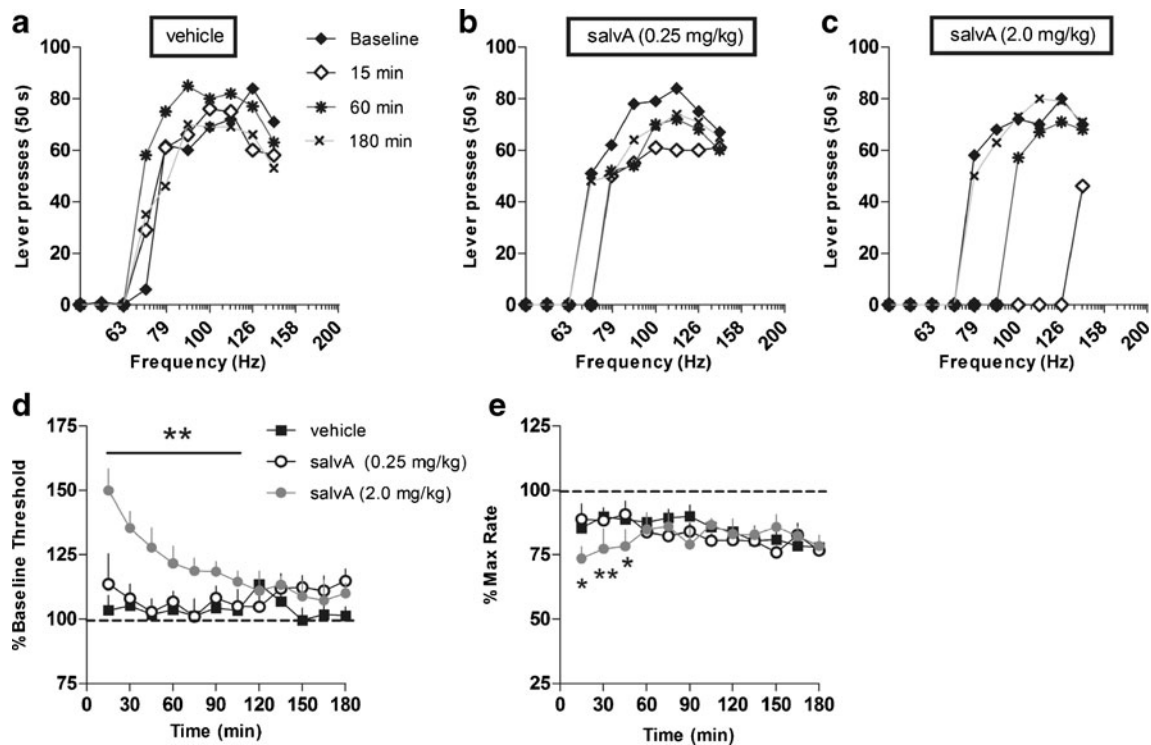 a
vehicle
Baseline
15 min
60 min
180 min
Lever presses (50 s)
100
80
60
40
20
0
63
79
100
126
158
200
Frequency (Hz)
b
salvA (0.25 mg/kg)
Lever presses (50 s)
100
80
60
40
20
0
63
79
100
126
158
200
Frequency (Hz)
c
salvA (2.0 mg/kg)
Lever presses (50 s)
100
80
60
40
20
0
63
79
100
126
158
200
Frequency (Hz)
d
%Baseline Threshold
175
150
125
100
75
**
vehicle
salvA (0.25 mg/kg)
salvA (2.0 mg/kg)
0 30 60 90 120 150 180
Time (min)
e
%Max Rate
125
100
75
50
25
* ** *
0 30 60 90 120 150 180
Time (min)